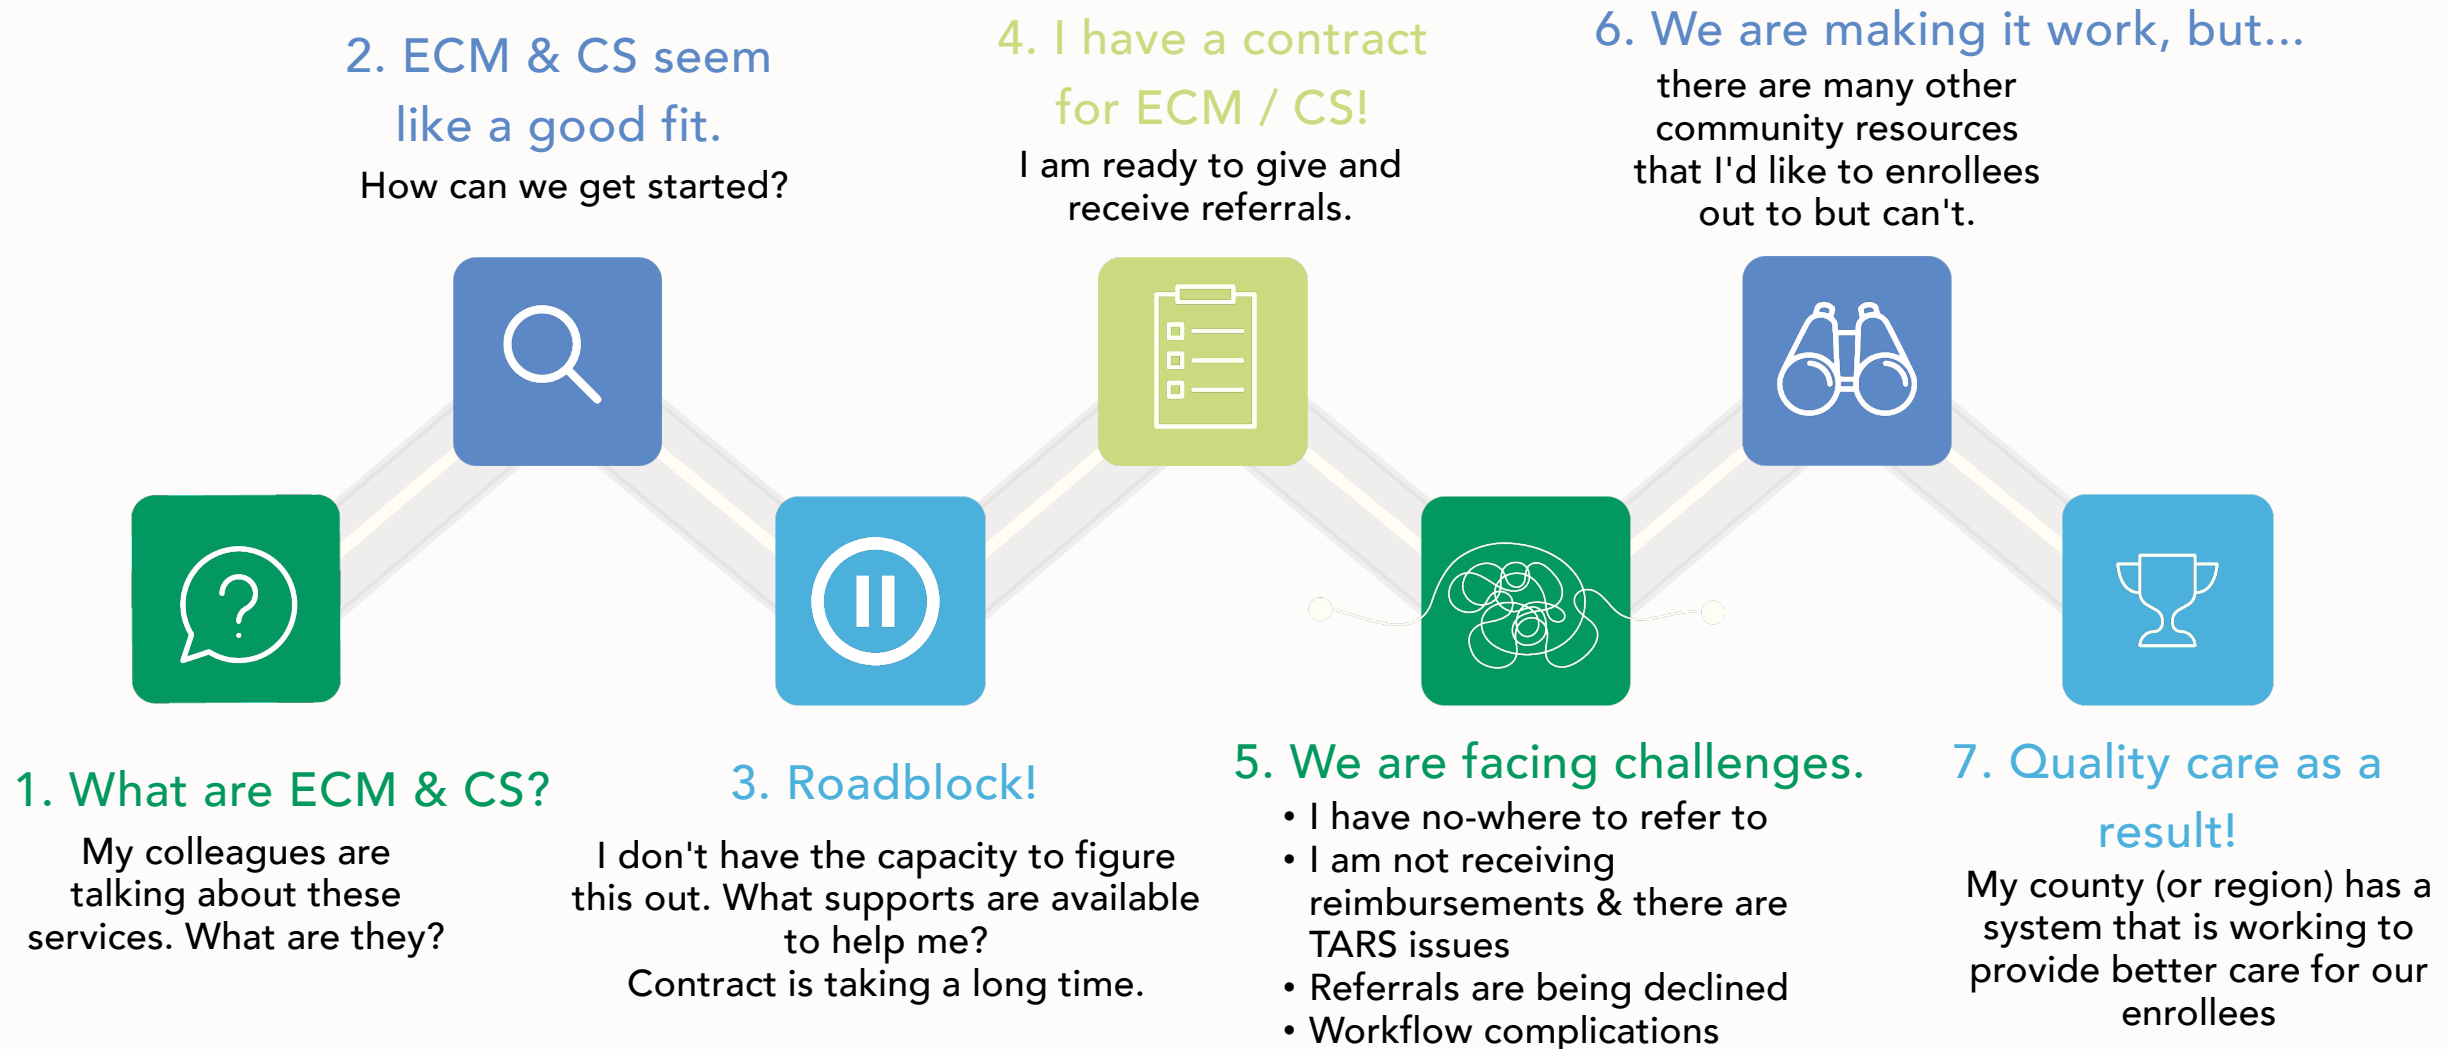 1. What are ECM & CS?
My colleagues are
talking about these
services. What are they?
2. ECM & CS seem
like a good fit.
How can we get started?
3. Roadblock!
I don't have the capacity to figure
this out. What supports are available
to help me?
Contract is taking a long time.
4. I have a contract
for ECM / CS!
I am ready to give and
receive referrals.
5. We are facing challenges.
• I have no-where to refer to
• I am not receiving
reimbursements & there are
TARS issues
• Referrals are being declined
• Workflow complications
6. We are making it work, but...
there are many other
community resources
that I'd like to enrollees
out to but can't.
7. Quality care as a
result!
My county (or region) has a
system that is working to
provide better care for our
enrollees